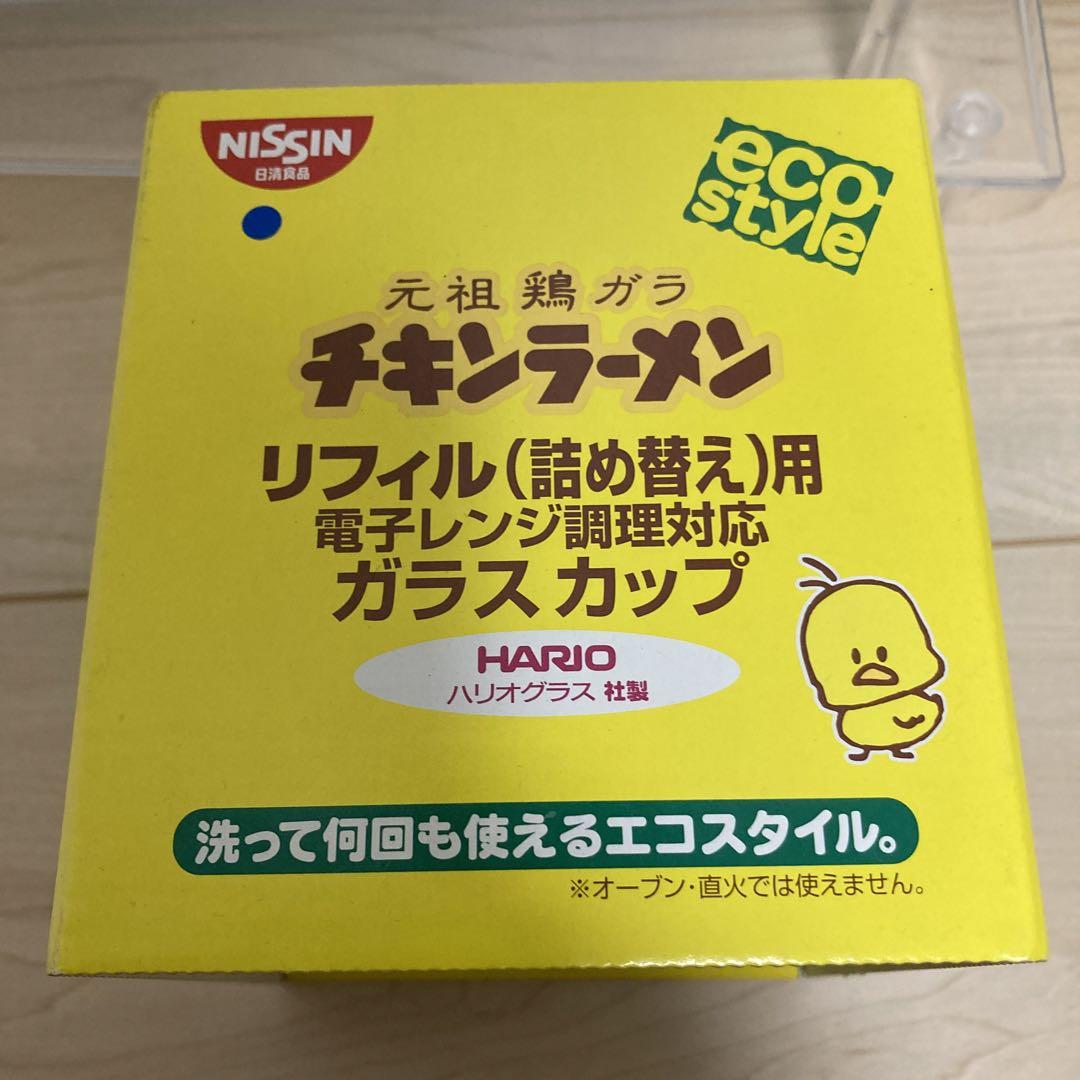 NISSIN
日清食品
eco
style
元祖 鶏 ガラ
チキンラーメン
リフィル(詰め替え)用
電子レンジ調理対応
ガラス カップ
HARIO
ハリオグラス 社製
洗って何回も使えるエコスタイル。
※オーブン・直火では使えません。